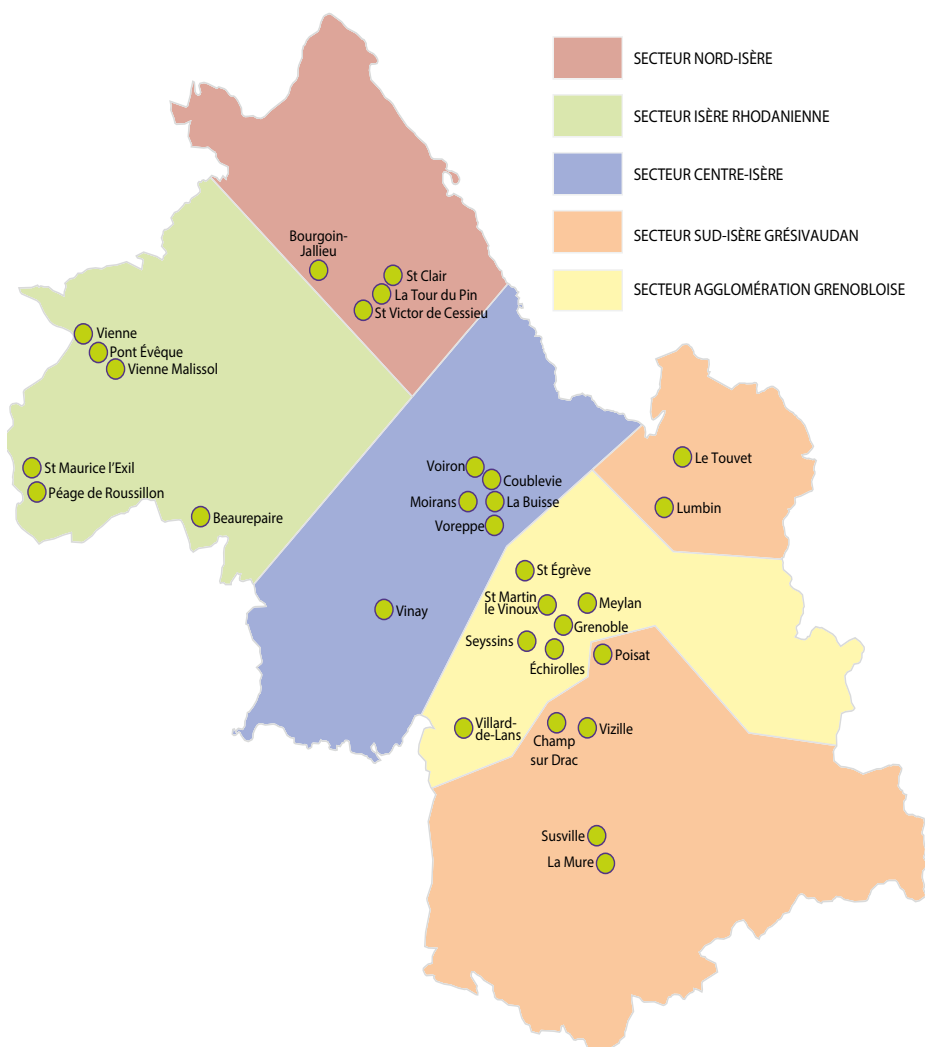 SECTEUR NORD-ISÈRE
SECTEUR ISÈRE RHODANIENNE
SECTEUR CENTRE-ISÈRE
SECTEUR SUD-ISÈRE GRÉSIVAUDAN
SECTEUR AGGLOMÉRATION GRENOBLOISE
Bourgoin-
Jallieu
St Clair
La Tour du Pin
St Victor de Cessieu
Vienne
Pont Évêque
Vienne Malissol
St Maurice l'Exil
Péage de Roussillon
Beaurepaire
Voiron
Coublevie
Moirans
La Buisse
Voreppe
Vinay
Le Touvet
Lumbin
St Égrève
St Martin
le Vinoux
Meylan
Grenoble
Seyssins
Échirolles
Poisat
Villard-
de-Lans
Champ
sur Drac
Vizille
Susville
La Mure